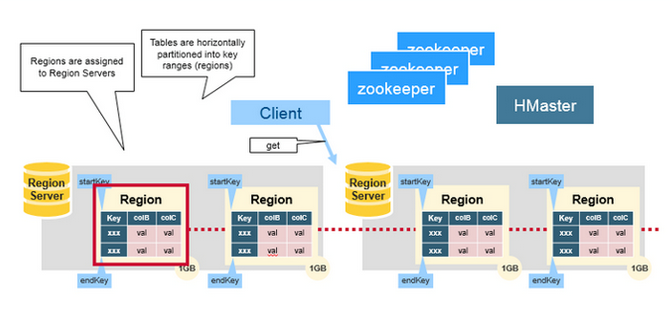 Regions are assigned
to Region Servers
Tables are horizontally
partitioned into key
ranges (regions)
zookeeper
zookeeper
zookeeper
HMaster
Client
get
Region
Server
startKey
Region
Key colB colC
xxx val val
xxx val val
1GB
endKey
startKey
Region
Key colB colC
xxx val val
xxx val val
1GB
endKey
Region
Server
startKey
Region
Key colB colC
xxx val val
xxx val val
1GB
endKey
startKey
Region
Key colB colC
xxx val val
xxx val val
1GB
endKey